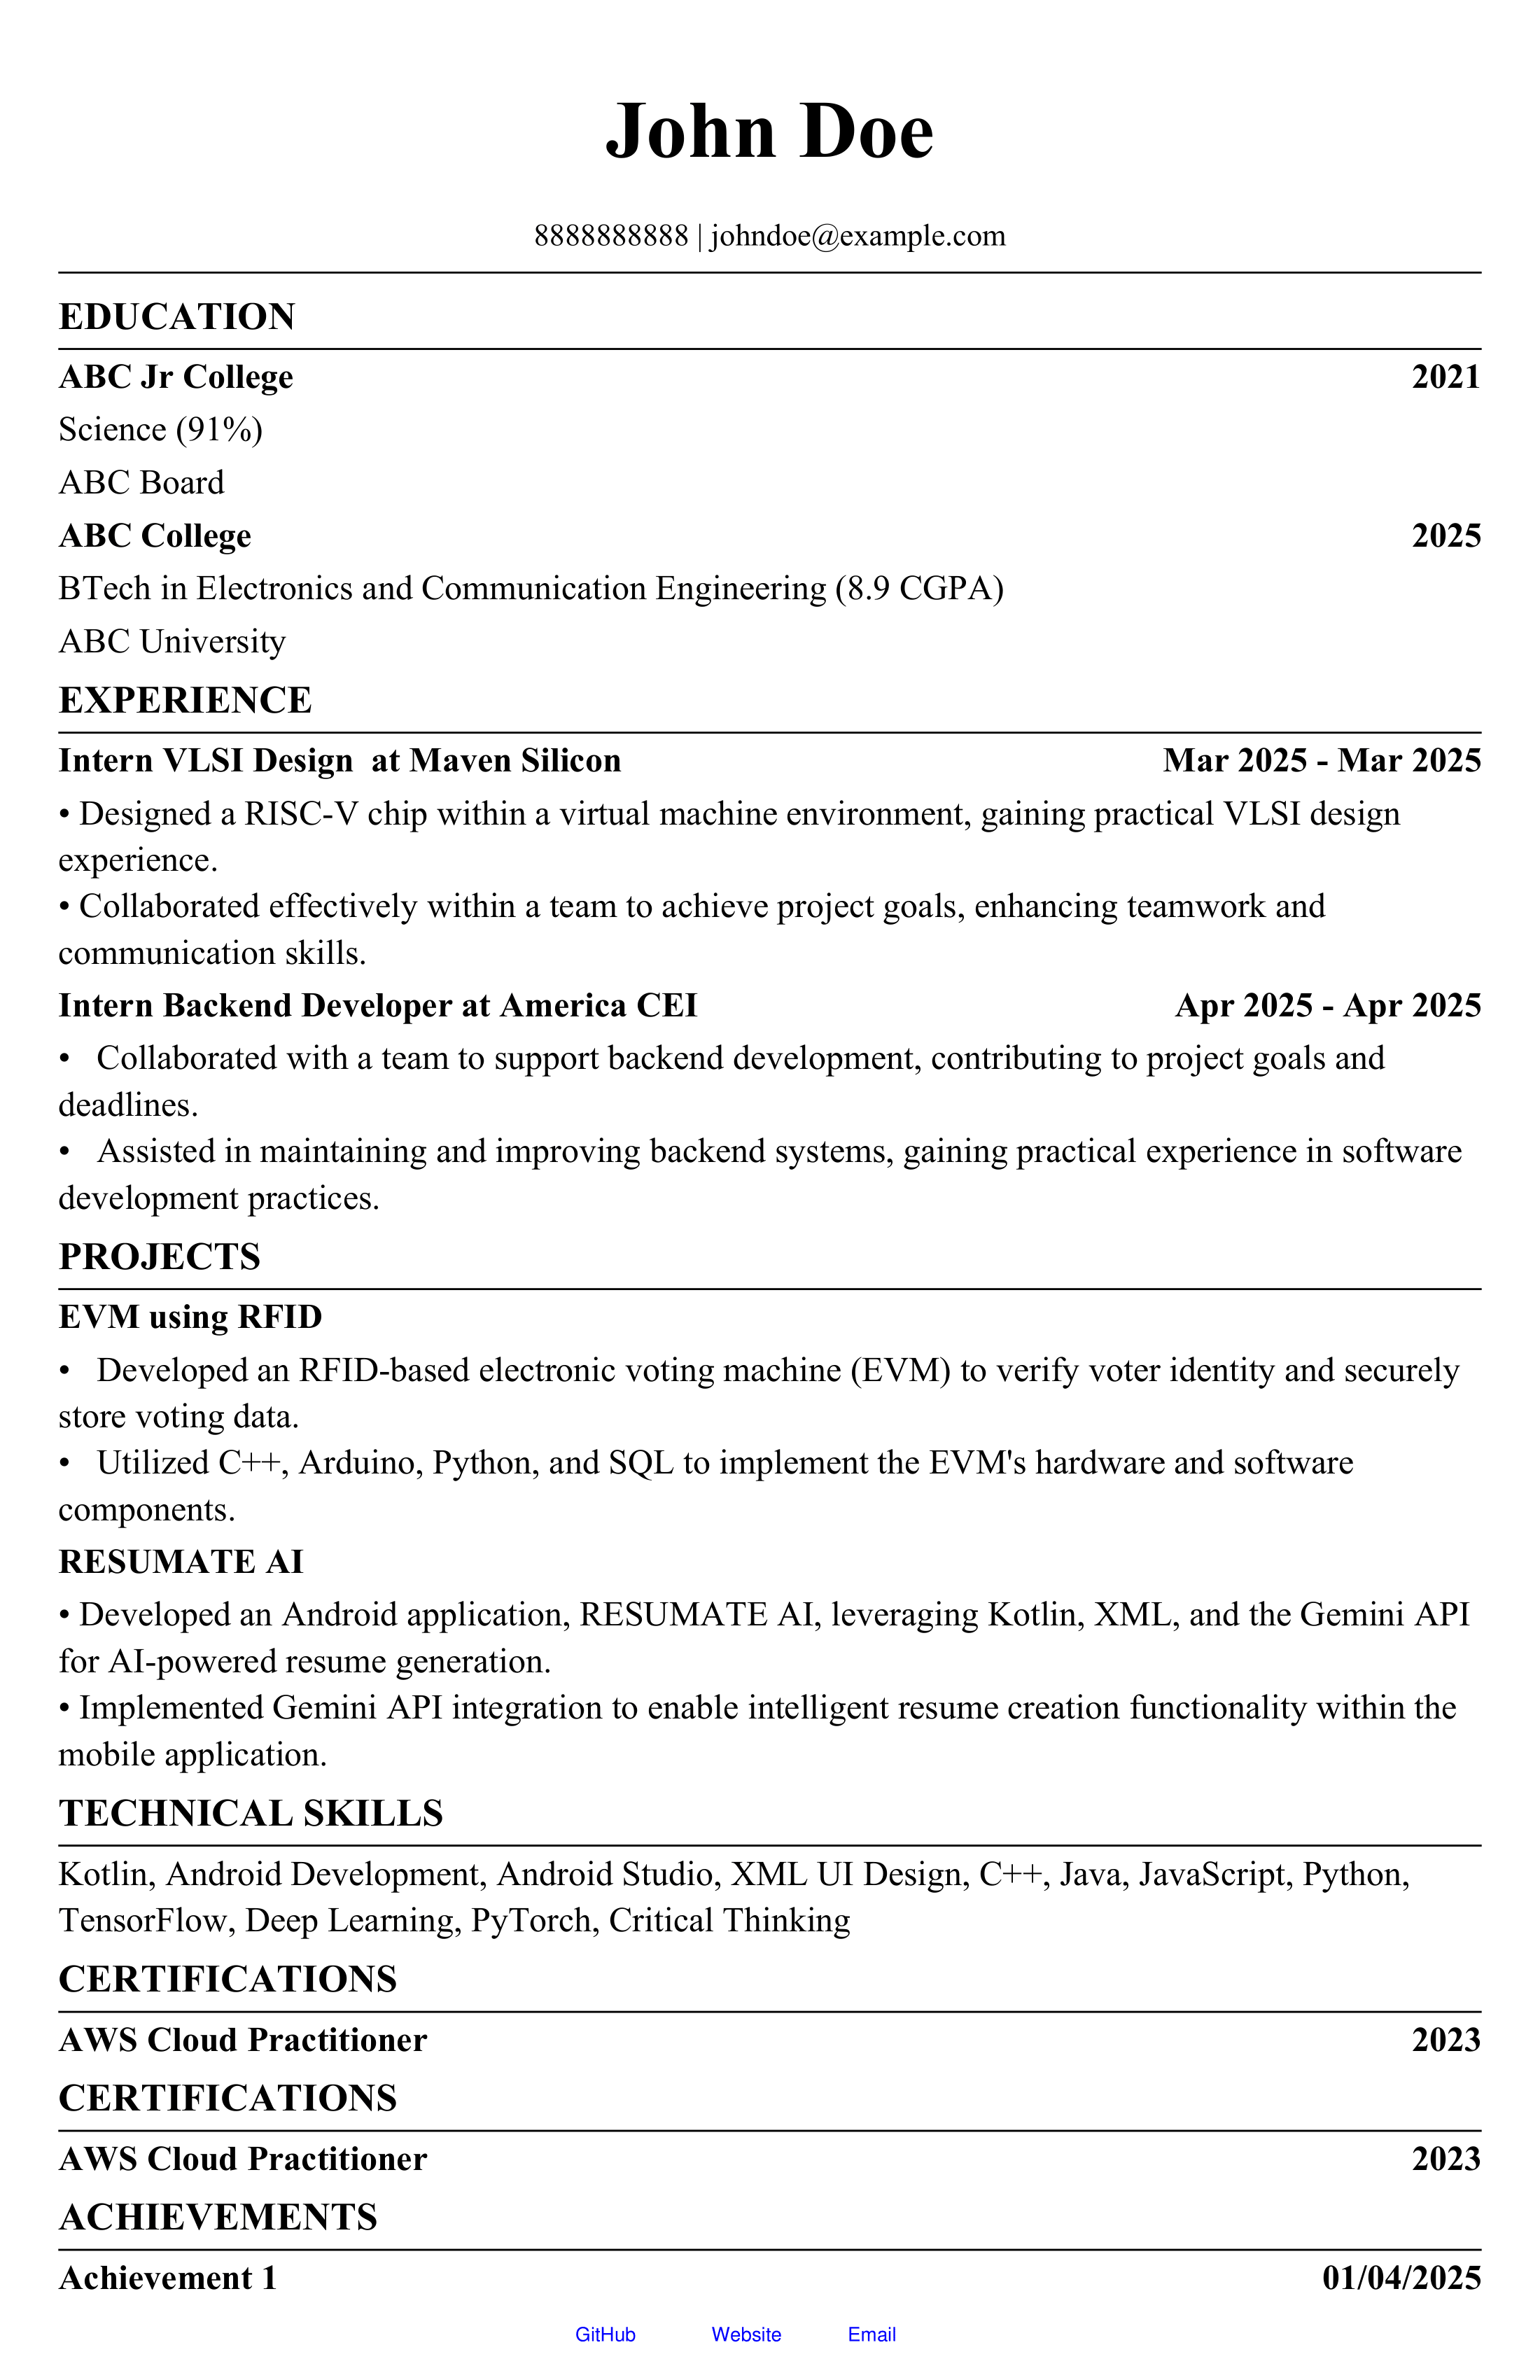 John Doe
8888888888 | johndoe@example.com
EDUCATION
ABC Jr College 2021
Science (91%)
ABC Board
ABC College 2025
BTech in Electronics and Communication Engineering (8.9 CGPA)
ABC University
EXPERIENCE
Intern VLSI Design  at Maven Silicon Mar 2025 - Mar 2025
• Designed a RISC-V chip within a virtual machine environment, gaining practical VLSI design
experience.
• Collaborated effectively within a team to achieve project goals, enhancing teamwork and
communication skills.
Intern Backend Developer at America CEI Apr 2025 - Apr 2025
• Collaborated with a team to support backend development, contributing to project goals and
deadlines.
• Assisted in maintaining and improving backend systems, gaining practical experience in software
development practices.
PROJECTS
EVM using RFID
• Developed an RFID-based electronic voting machine (EVM) to verify voter identity and securely
store voting data.
• Utilized C++, Arduino, Python, and SQL to implement the EVM's hardware and software
components.
RESUMATE AI
• Developed an Android application, RESUMATE AI, leveraging Kotlin, XML, and the Gemini API
for AI-powered resume generation.
• Implemented Gemini API integration to enable intelligent resume creation functionality within the
mobile application.
TECHNICAL SKILLS
Kotlin, Android Development, Android Studio, XML UI Design, C++, Java, JavaScript, Python,
TensorFlow, Deep Learning, PyTorch, Critical Thinking
CERTIFICATIONS
AWS Cloud Practitioner 2023
CERTIFICATIONS
AWS Cloud Practitioner 2023
ACHIEVEMENTS
Achievement 1 01/04/2025
GitHub Website Email